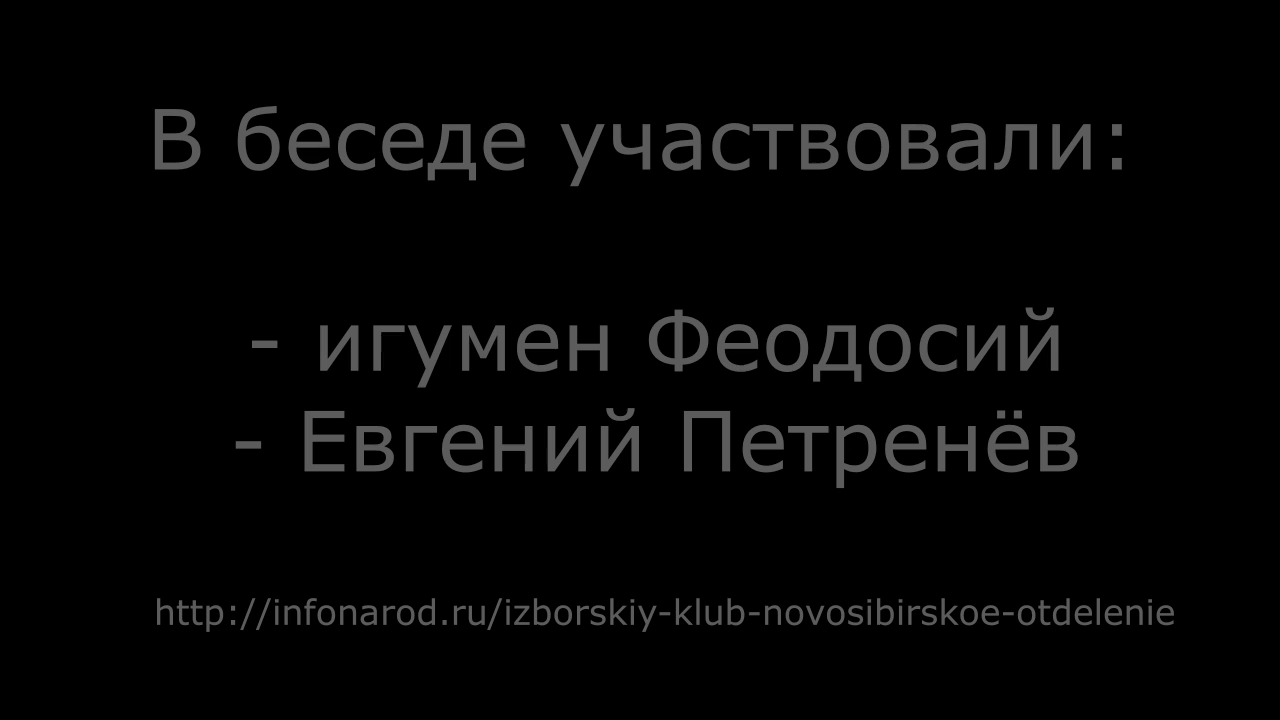 В беседе участвовали:
- игумен Феодосий
- Евгений Петренёв
http://infonarod.ru/izborskiy-klub-novosibirskoe-otdelenie